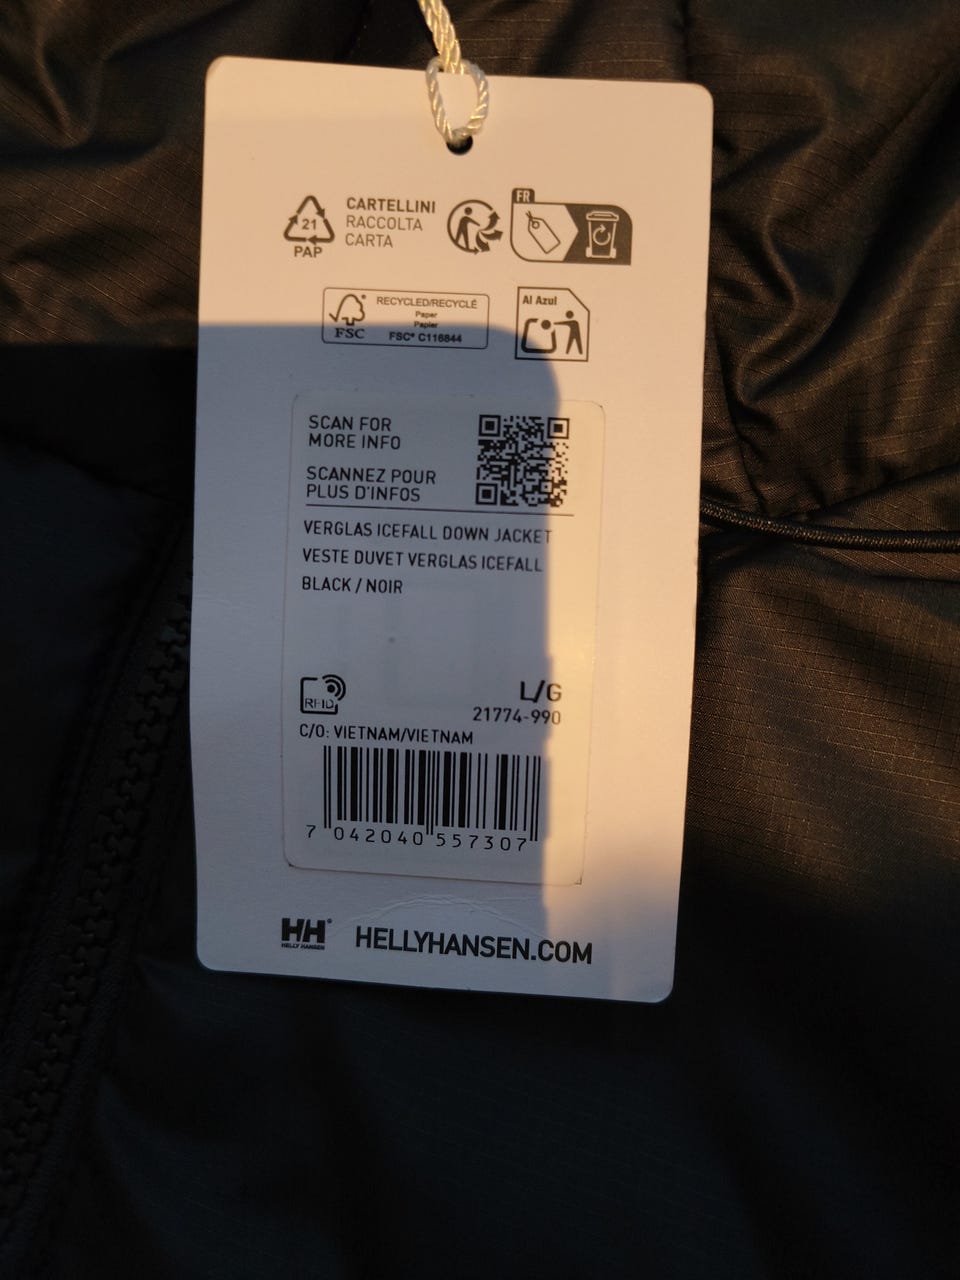 21
PAP
CARTELLINI
RACCOLTA
CARTA
FR
FSC®
RECYCLED/RECYCLÉ
Paper
Papier
FSC® C116844
Al Azul
SCAN FOR
MORE INFO
SCANNEZ POUR
PLUS D'INFOS
VERGLAS ICEFALL DOWN JACKET
VESTE DUVET VERGLAS ICEFALL
BLACK / NOIR
RFID
L/G
21774-990
C/O: VIETNAM/VIETNAM
7 042040 557307
HH®
HELLY HANSEN
HELLYHANSEN.COM